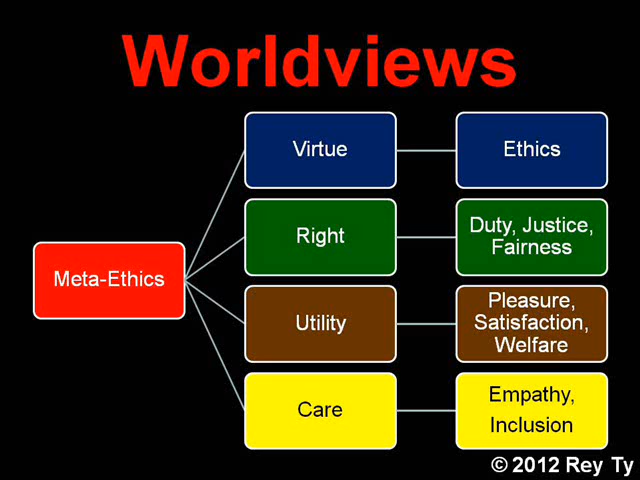 Worldviews
Virtue
Ethics
Right
Duty, Justice,
Fairness
Meta-Ethics
Utility
Pleasure,
Satisfaction,
Welfare
Care
Empathy,
Inclusion
© 2012 Rey Ty